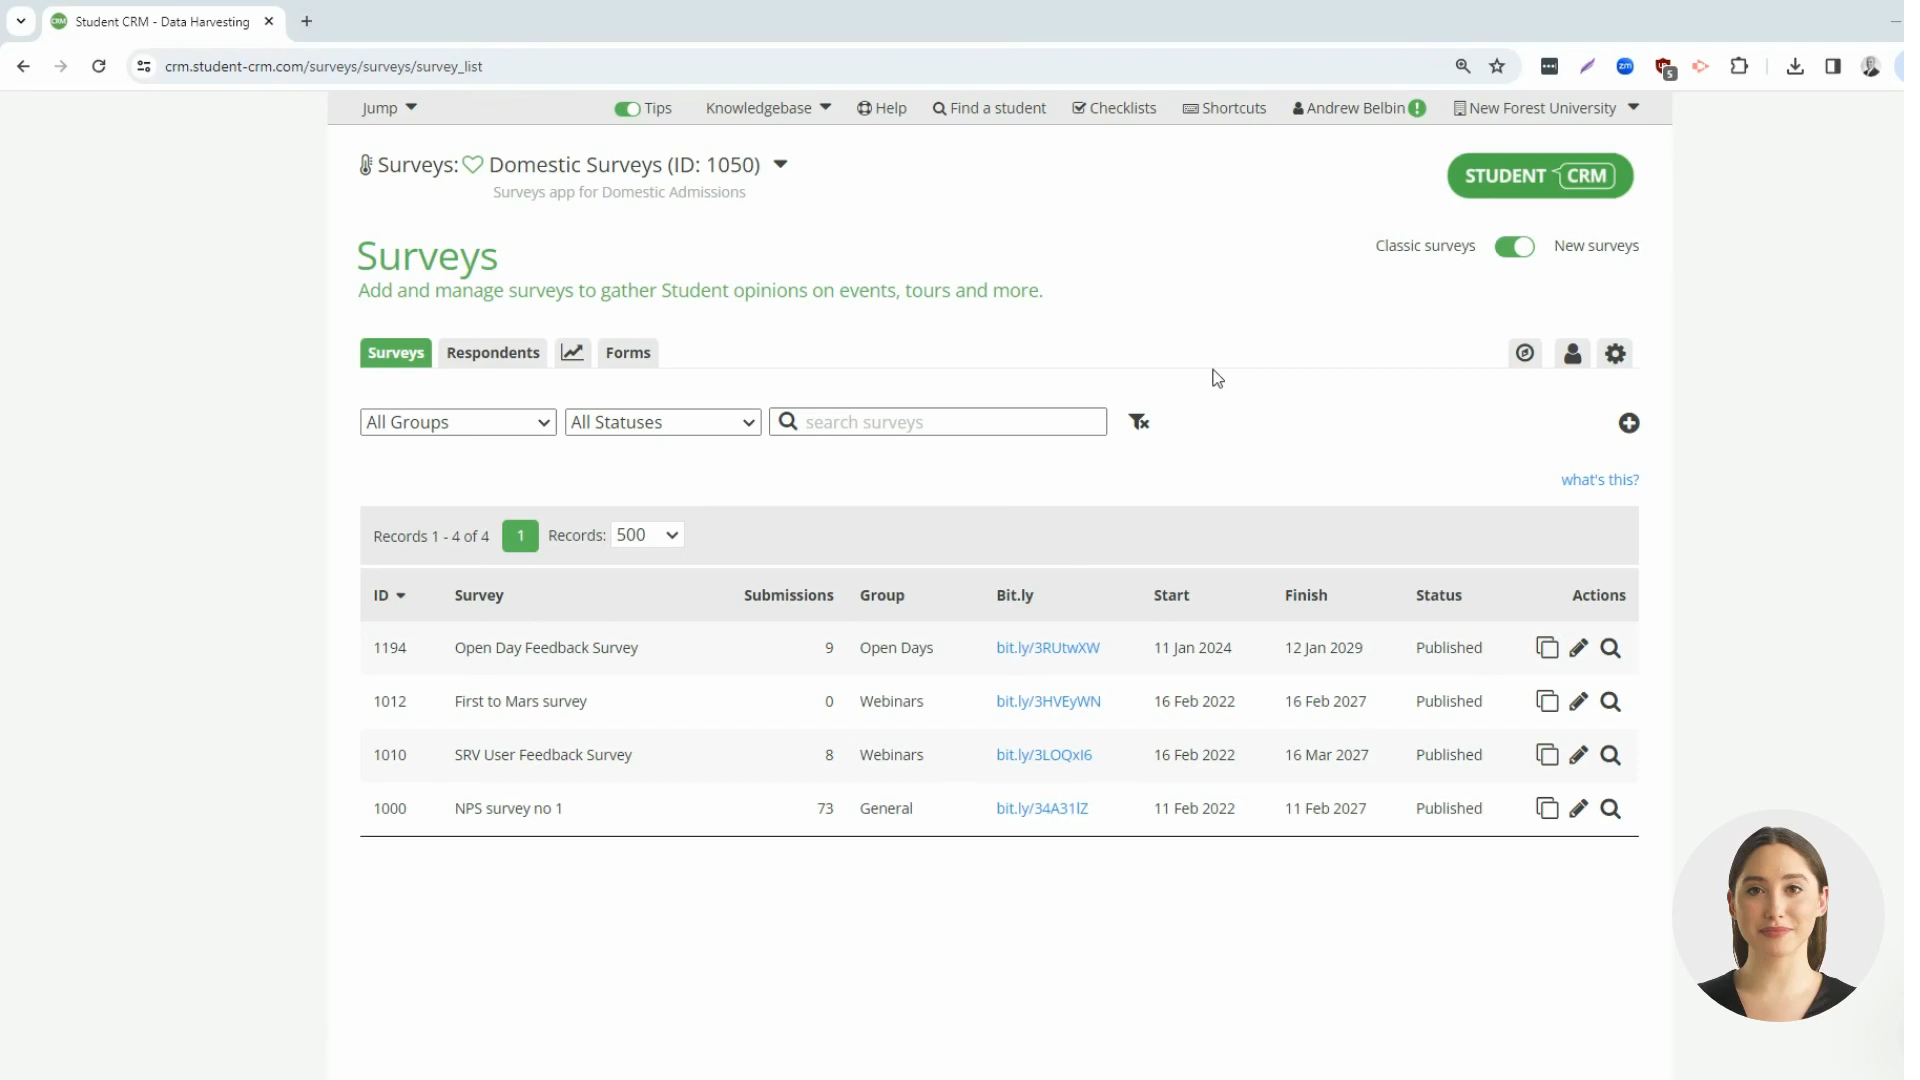 Student CRM - Data Harvesting
crm.student-crm.com/surveys/surveys/survey_list
Jump Tips Knowledgebase Help Find a student Checklists Shortcuts Andrew Belbin New Forest University
Surveys: Domestic Surveys (ID: 1050)
Surveys app for Domestic Admissions
STUDENT CRM
Surveys
Classic surveys New surveys
Add and manage surveys to gather Student opinions on events, tours and more.
Surveys Respondents Forms
All Groups All Statuses search surveys
what's this?
Records 1 - 4 of 4 1 Records: 500
ID Survey Submissions Group Bit.ly Start Finish Status Actions
1194 Open Day Feedback Survey 9 Open Days bit.ly/3RUtwXW 11 Jan 2024 12 Jan 2029 Published
1012 First to Mars survey 0 Webinars bit.ly/3HVEyWN 16 Feb 2022 16 Feb 2027 Published
1010 SRV User Feedback Survey 8 Webinars bit.ly/3LOQxI6 16 Feb 2022 16 Mar 2027 Published
1000 NPS survey no 1 73 General bit.ly/34A31lZ 11 Feb 2022 11 Feb 2027 Published